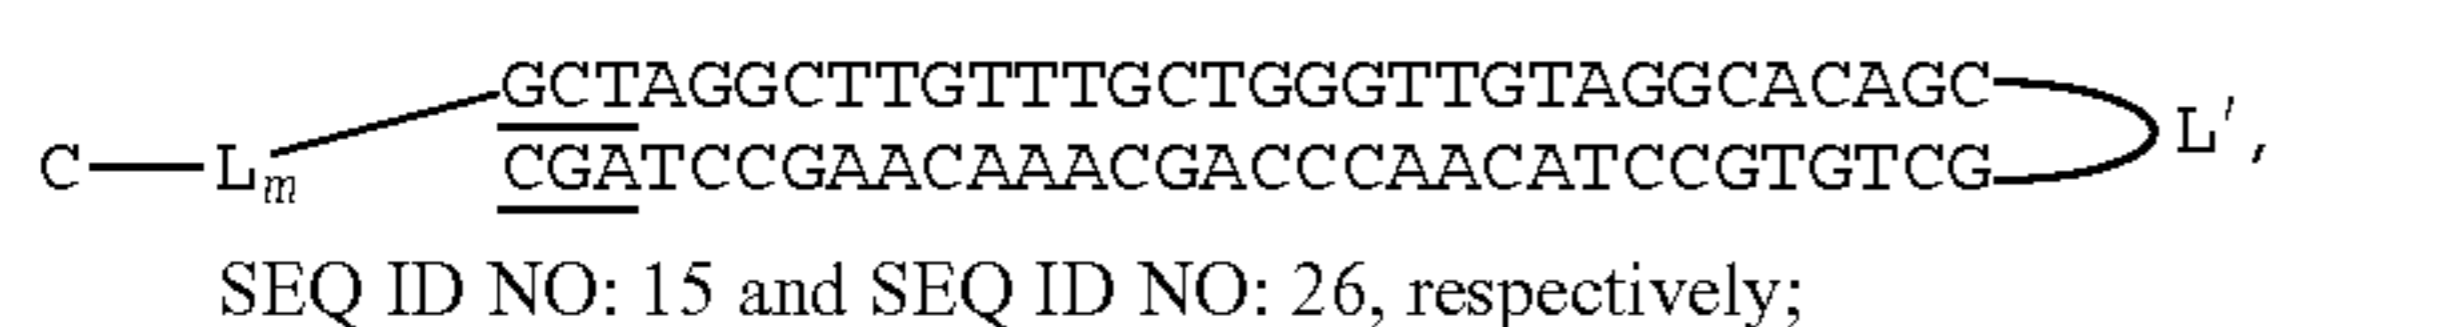 GCTAGGCTTGTTTGCTGGGTTGTAGGCACAGC
C—Lm CGATCCGAACAAACGACCCAACATCCGTGTCG L′,
SEQ ID NO: 15 and SEQ ID NO: 26, respectively;